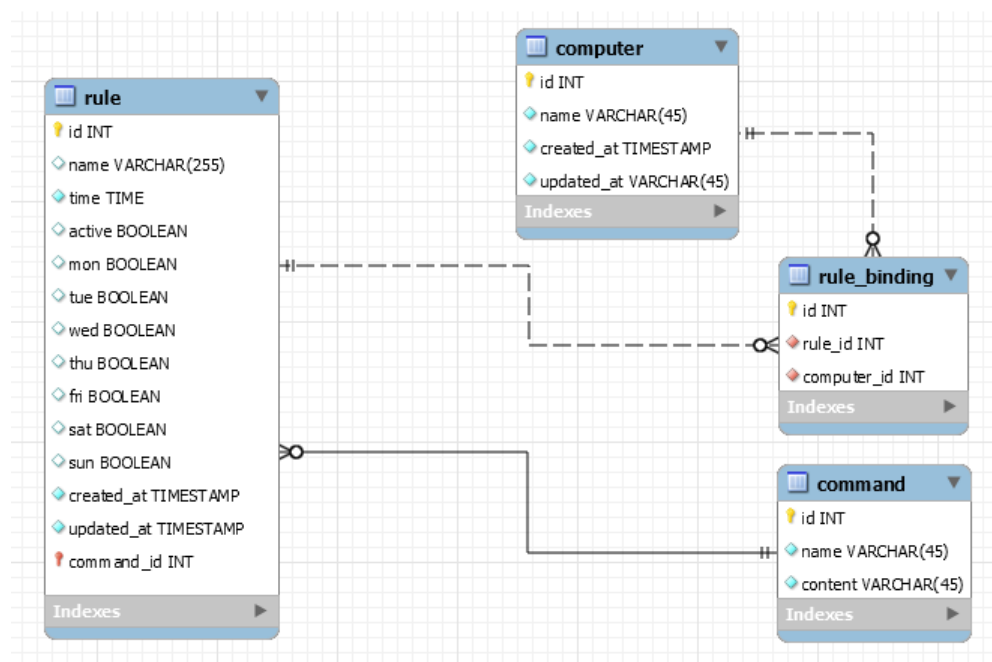 rule
id INT
name VARCHAR(255)
time TIME
active BOOLEAN
mon BOOLEAN
tue BOOLEAN
wed BOOLEAN
thu BOOLEAN
fri BOOLEAN
sat BOOLEAN
sun BOOLEAN
created_at TIMESTAMP
updated_at TIMESTAMP
command_id INT
Indexes
computer
id INT
name VARCHAR(45)
created_at TIMESTAMP
updated_at VARCHAR(45)
Indexes
rule_binding
id INT
rule_id INT
computer_id INT
Indexes
command
id INT
name VARCHAR(45)
content VARCHAR(45)
Indexes